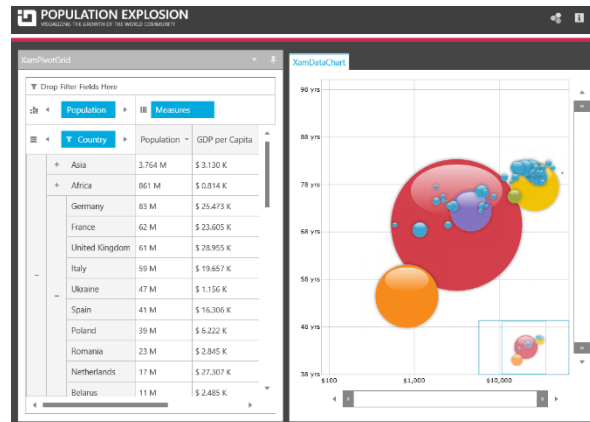 POPULATION EXPLOSION
VISUALIZING THE GROWTH OF THE WORLD COMMUNITY
XamPivotGrid
Drop Filter Fields Here
Population
Measures
Country
Population
GDP per Capita
Asia 3.764 M $ 3.130 K
Africa 861 M $ 0.814 K
Germany 83 M $ 25.473 K
France 62 M $ 23.605 K
United Kingdom 61 M $ 28.955 K
Italy 59 M $ 19.657 K
Ukraine 47 M $ 1.156 K
Spain 41 M $ 16.306 K
Poland 39 M $ 6.222 K
Romania 23 M $ 2.845 K
Netherlands 17 M $ 27.307 K
Belarus 11 M $ 2.485 K
XamDataChart
90 yrs
88 yrs
78 yrs
68 yrs
58 yrs
40 yrs
38 yrs
$100 $1,000 $10,000